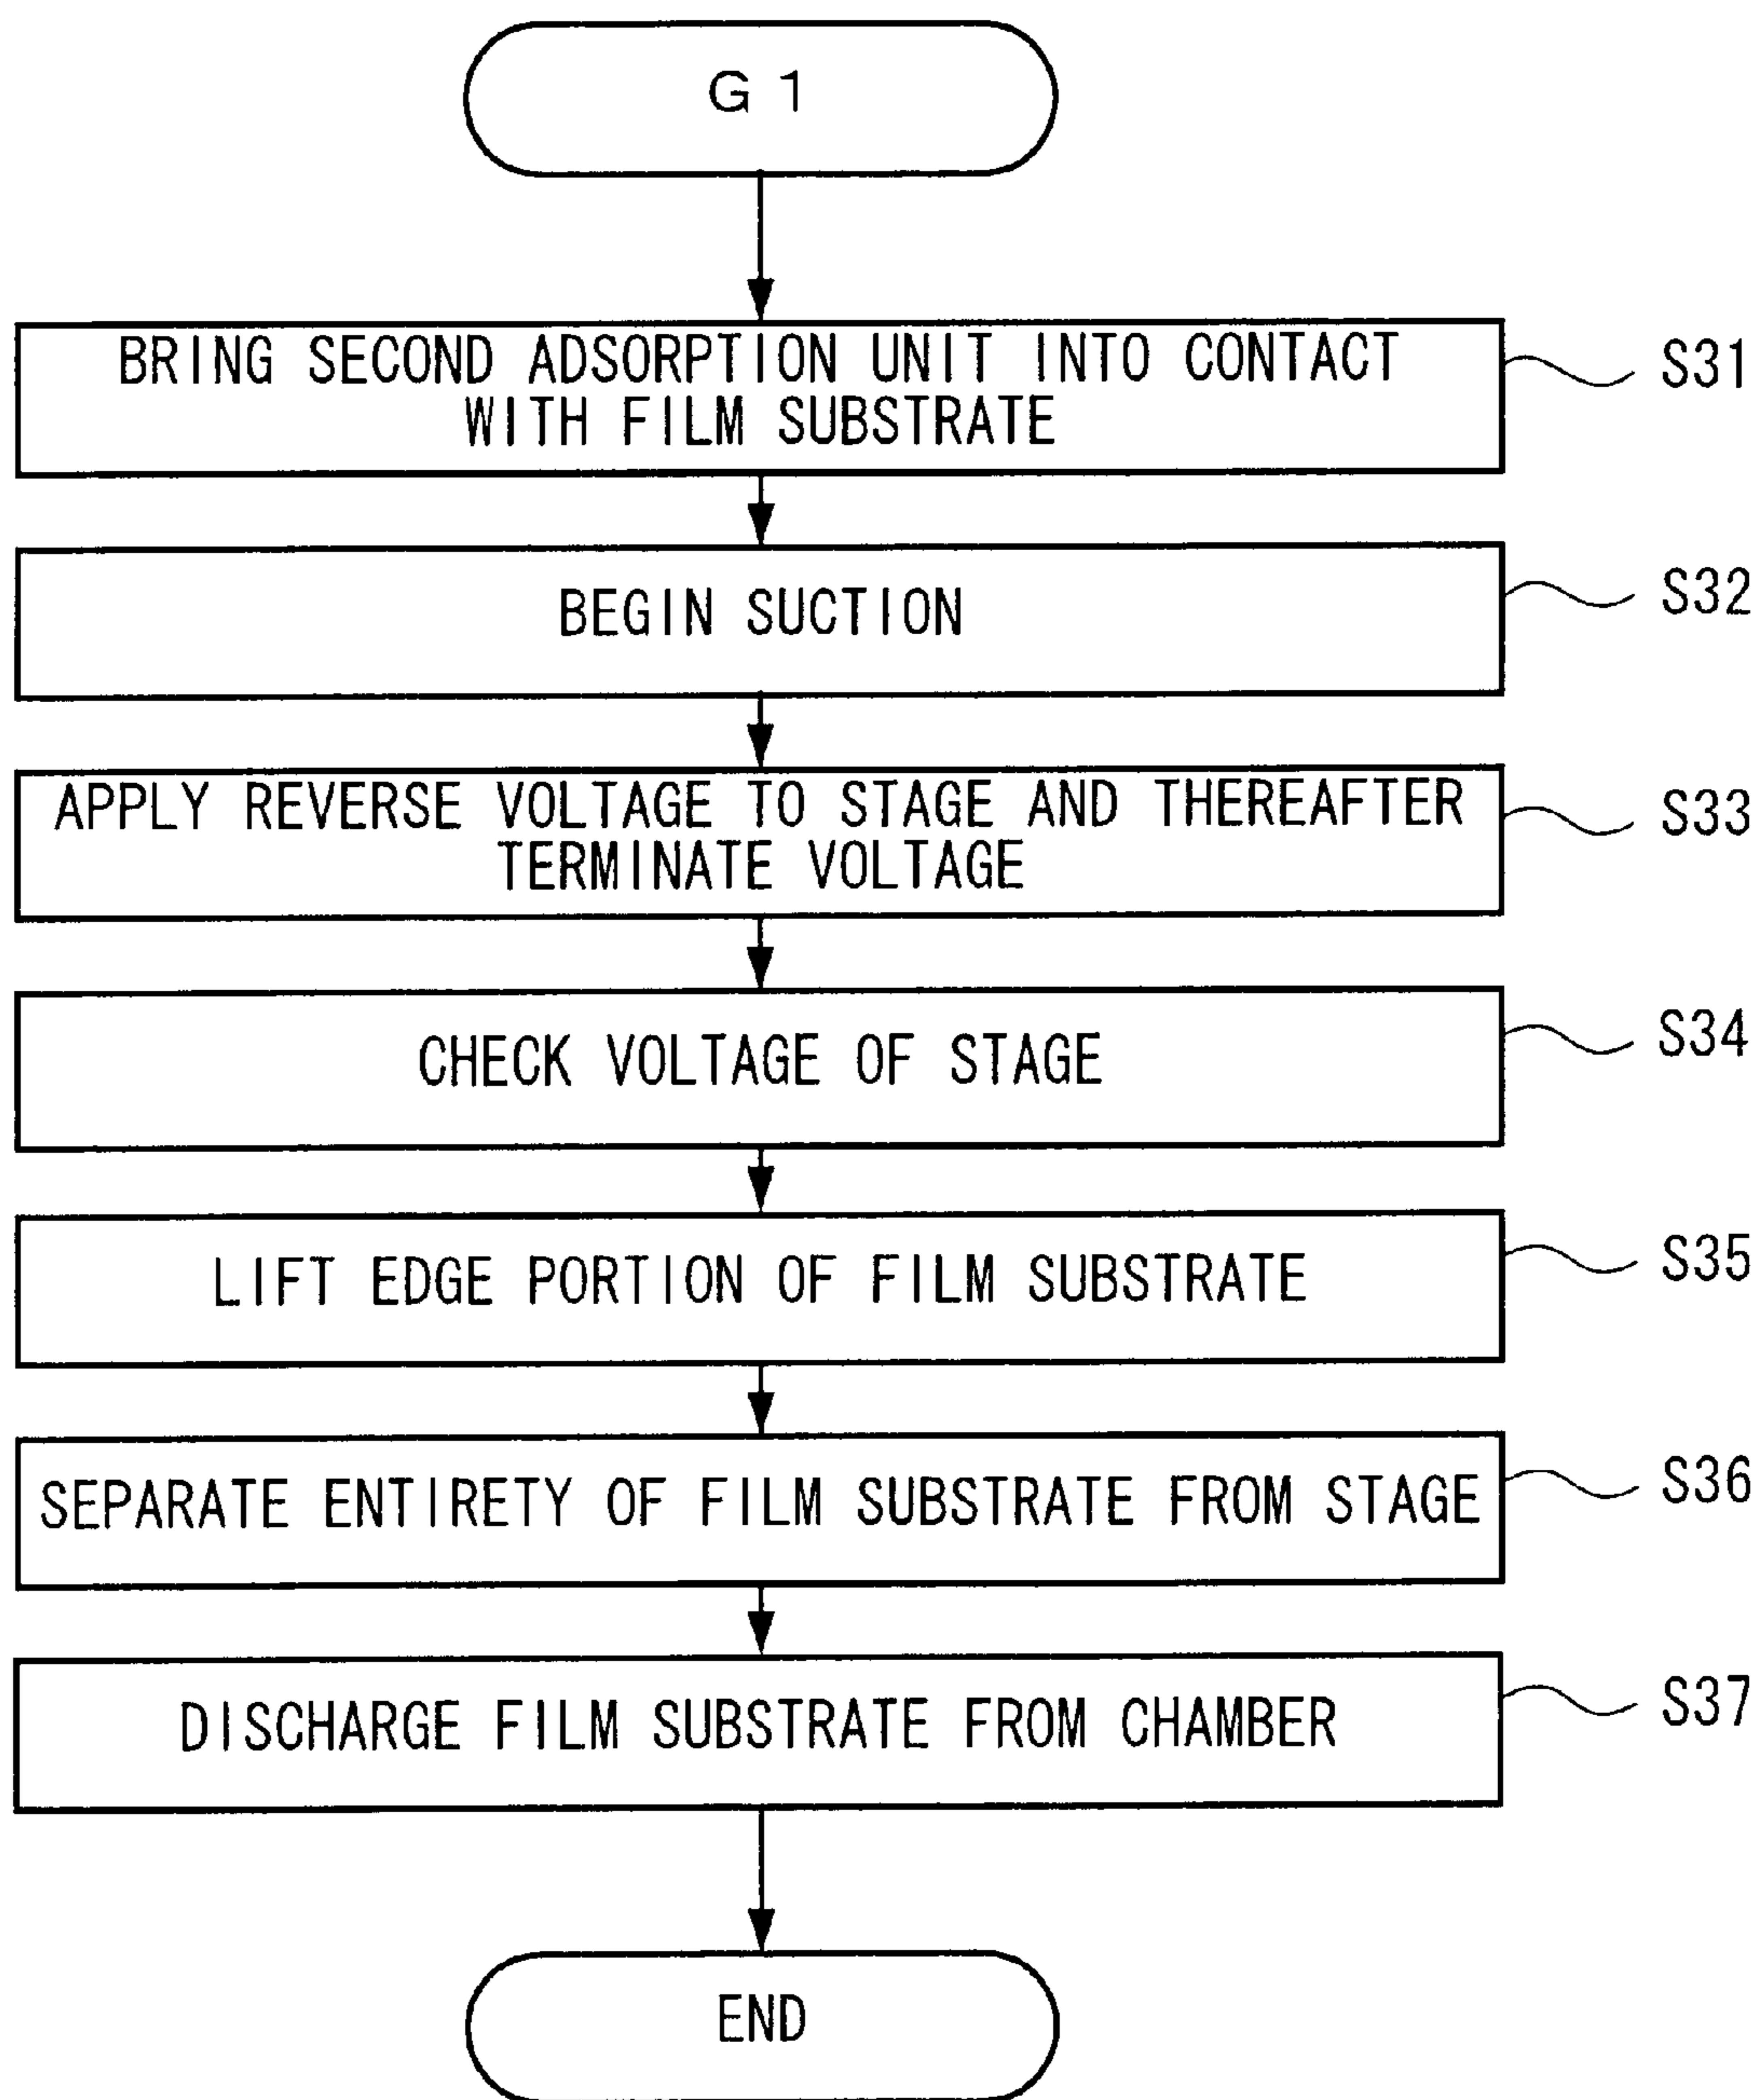 G1
BRING SECOND ADSORPTION UNIT INTO CONTACT
WITH FILM SUBSTRATE
S31
BEGIN SUCTION
S32
APPLY REVERSE VOLTAGE TO STAGE AND THEREAFTER
TERMINATE VOLTAGE
S33
CHECK VOLTAGE OF STAGE
S34
LIFT EDGE PORTION OF FILM SUBSTRATE
S35
SEPARATE ENTIRETY OF FILM SUBSTRATE FROM STAGE
S36
DISCHARGE FILM SUBSTRATE FROM CHAMBER
S37
END